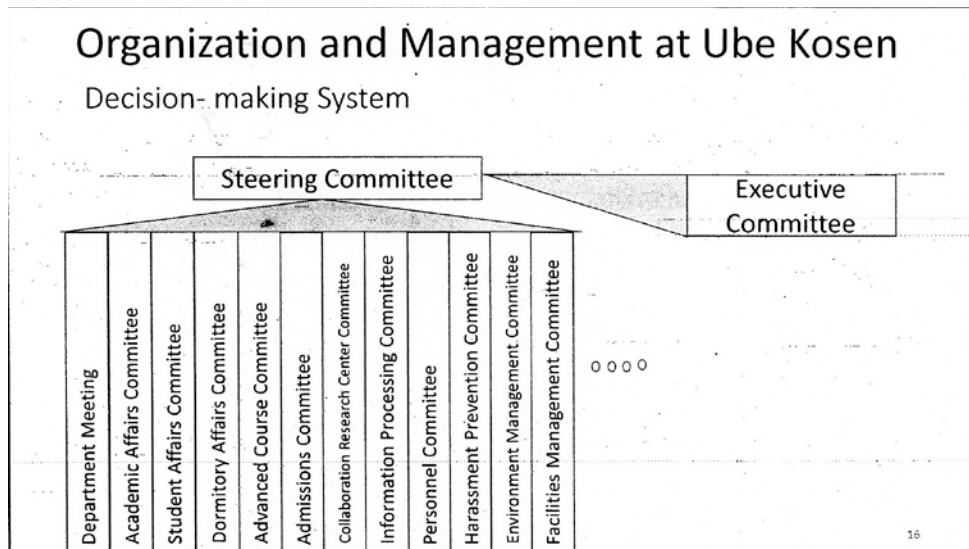 Organization and Management at Ube Kosen
Decision- making System
Steering Committee
Executive
Committee
Department Meeting
Academic Affairs Committee
Student Affairs Committee
Dormitory Affairs Committee
Advanced Course Committee
Admissions Committee
Collaboration Research Center Committee
Information Processing Committee
Personnel Committee
Harassment Prevention Committee
Environment Management Committee
Facilities Management Committee
oooo
16